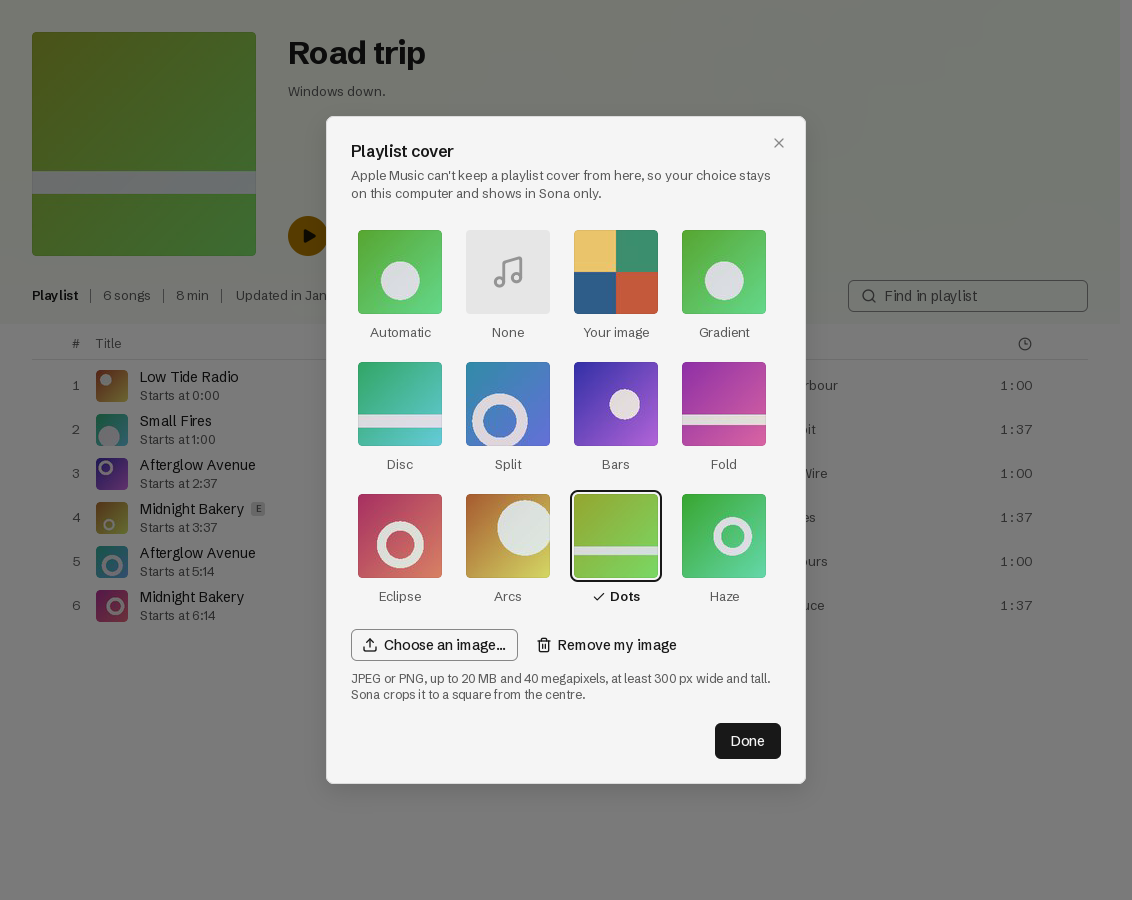 Road trip
Windows down.
Playlist cover
Apple Music can't keep a playlist cover from here, so your choice stays
on this computer and shows in Sona only.
Automatic
None
Your image
Gradient
Disc
Split
Bars
Fold
Eclipse
Arcs
Dots
Haze
Choose an image...
Remove my image
JPEG or PNG, up to 20 MB and 40 megapixels, at least 300 px wide and tall.
Sona crops it to a square from the centre.
Done
Playlist
6 songs
8 min
Updated in Jan
Find in playlist
# Title
1 Low Tide Radio 1:00
Starts at 0:00
2 Small Fires 1:37
Starts at 1:00
3 Afterglow Avenue 1:00
Starts at 2:37
4 Midnight Bakery E 1:37
Starts at 3:37
5 Afterglow Avenue 1:00
Starts at 5:14
6 Midnight Bakery 1:37
Starts at 6:14